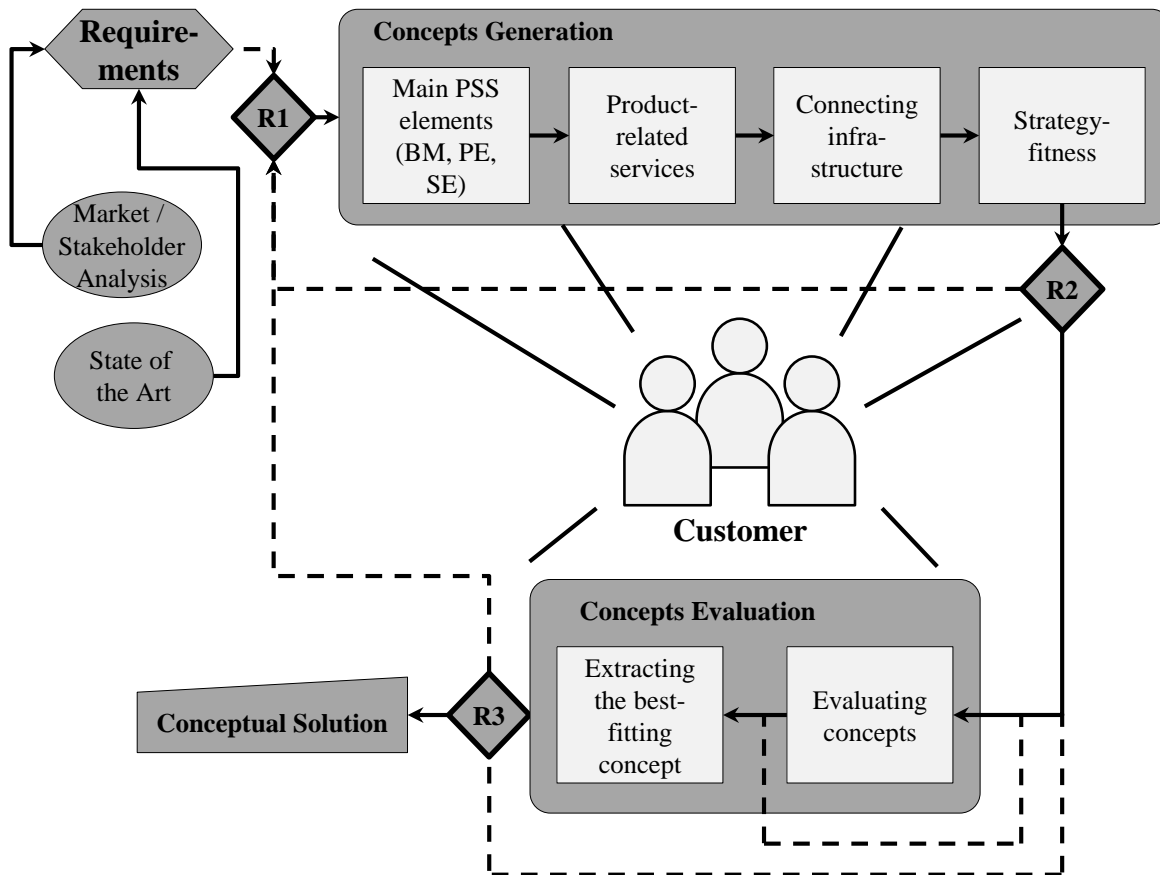 Require-
ments
R1
Concepts Generation
Main PSS
elements
(BM, PE,
SE)
Product-
related
services
Connecting
infra-
structure
Strategy-
fitness
Market /
Stakeholder
Analysis
State of
the Art
R2
Customer
Concepts Evaluation
Extracting
the best-
fitting
concept
Evaluating
concepts
R3
Conceptual Solution